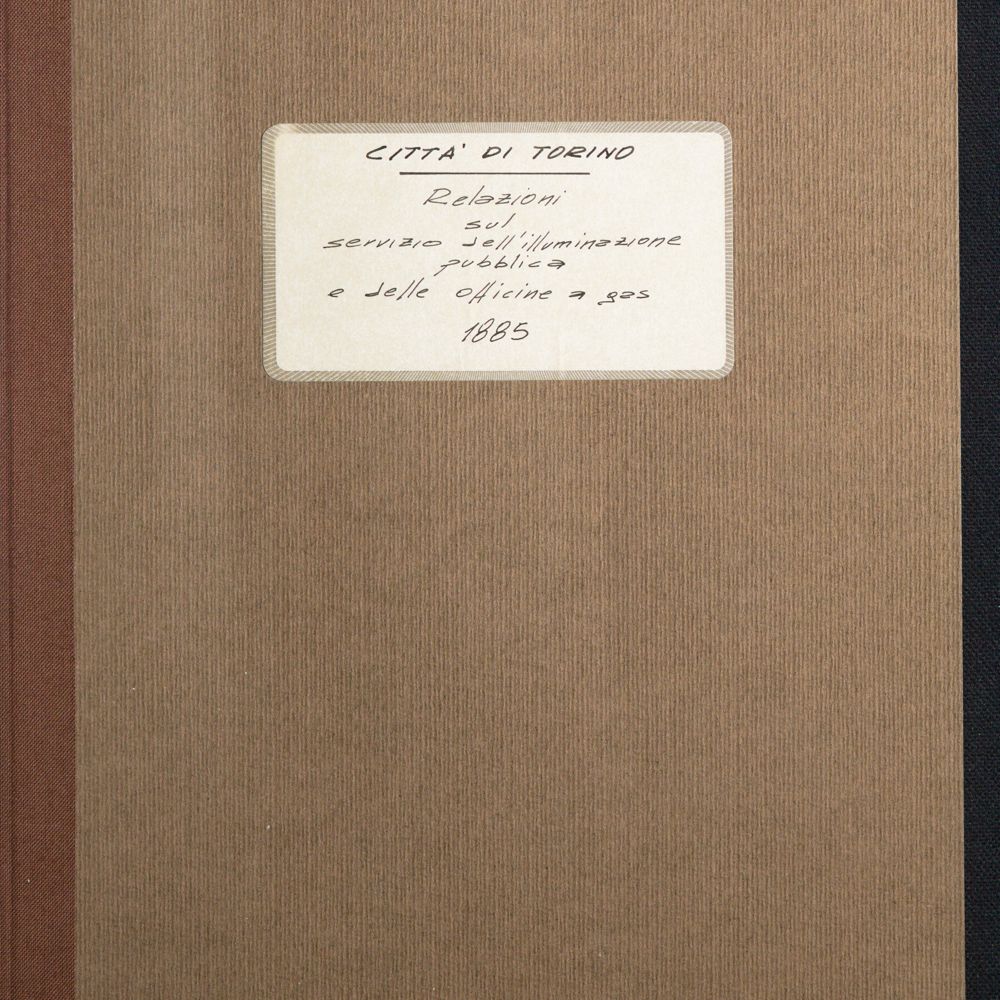 CITTA' DI TORINO
Relazioni
sul
servizio dell'illuminazione
pubblica
e delle officine a gas
1885